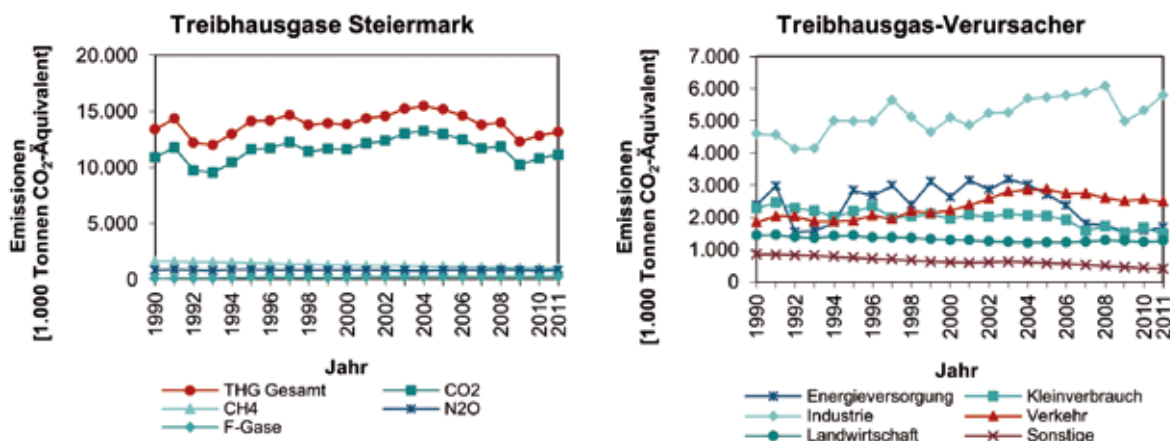 Treibhausgase Steiermark
Emissionen
[1.000 Tonnen CO₂-Äquivalent]
20.000
15.000
10.000
5.000
0
1990
1992
1994
1996
1998
2000
2002
2004
2006
2008
2010
2011
Jahr
THG Gesamt
CO2
CH4
N2O
F-Gase
Treibhausgas-Verursacher
Emissionen
[1.000 Tonnen CO₂-Äquivalent]
7.000
6.000
5.000
4.000
3.000
2.000
1.000
0
1990
1992
1994
1996
1998
2000
2002
2004
2006
2008
2010
2011
Jahr
Energieversorgung
Kleinverbrauch
Industrie
Verkehr
Landwirtschaft
Sonstige